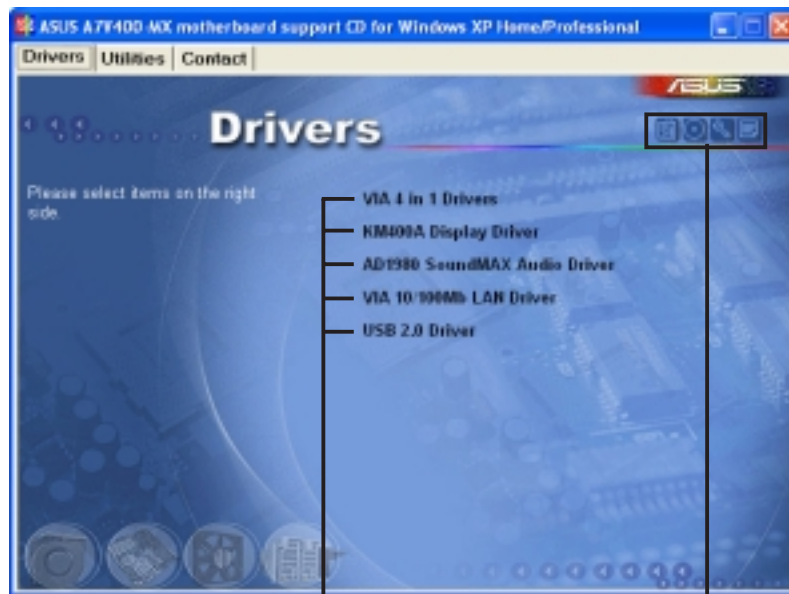 ASUS A7V400-MX motherboard support CD for Windows XP Home/Professional
Drivers Utilities Contact
ASUS
Drivers
Please select items on the right
side.
VIA 4 in 1 Drivers
KM400A Display Driver
AD1980 SoundMAX Audio Driver
VIA 10/100Mb LAN Driver
USB 2.0 Driver